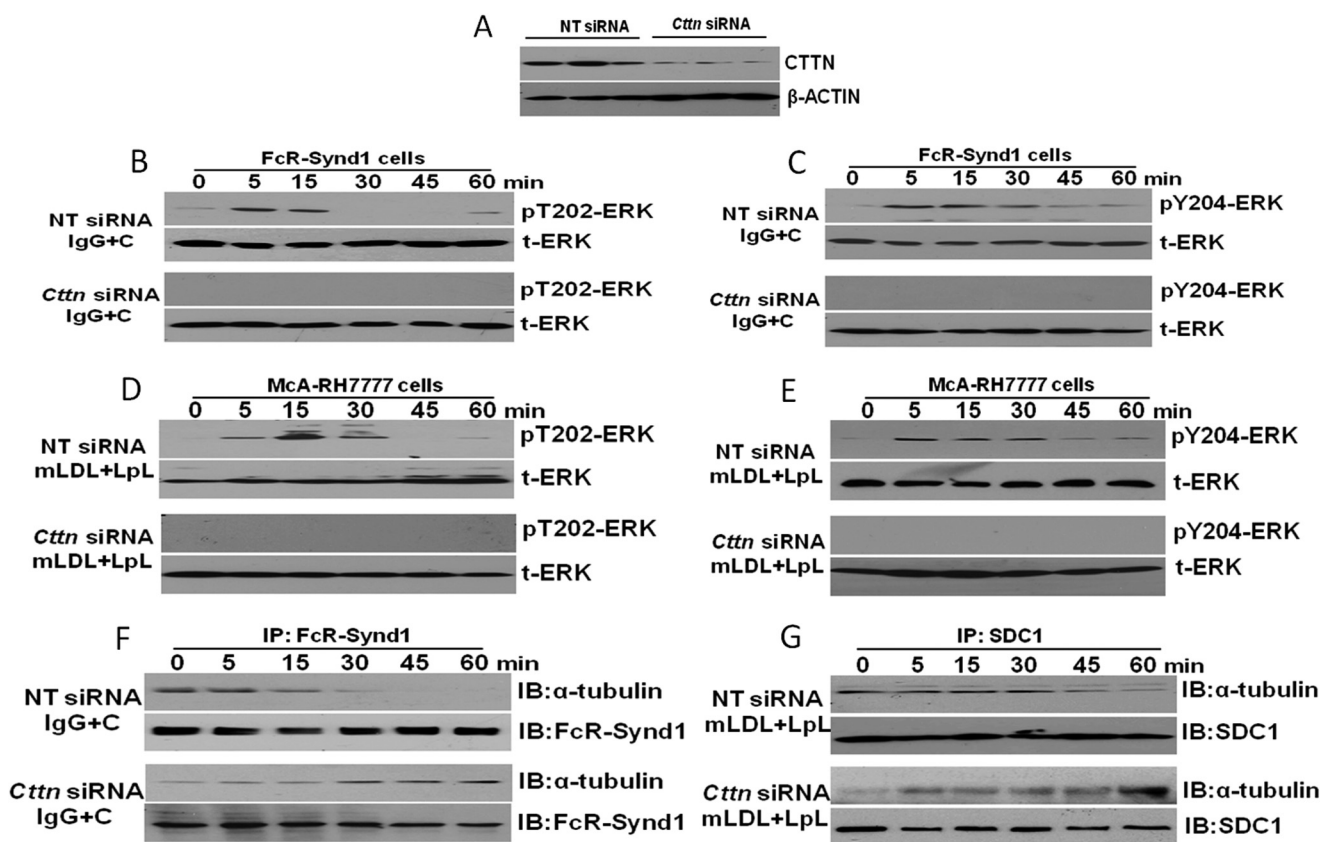 A
NT siRNA Cttn siRNA
CTTN
β-ACTIN
B
FcR-Synd1 cells
0 5 15 30 45 60 min
NT siRNA
IgG+C
pT202-ERK
t-ERK
Cttn siRNA
IgG+C
pT202-ERK
t-ERK
C
FcR-Synd1 cells
0 5 15 30 45 60 min
NT siRNA
IgG+C
pY204-ERK
t-ERK
Cttn siRNA
IgG+C
pY204-ERK
t-ERK
D
McA-RH7777 cells
0 5 15 30 45 60 min
NT siRNA
mLDL+LpL
pT202-ERK
t-ERK
Cttn siRNA
mLDL+LpL
pT202-ERK
t-ERK
E
McA-RH7777 cells
0 5 15 30 45 60 min
NT siRNA
mLDL+LpL
pY204-ERK
t-ERK
Cttn siRNA
mLDL+LpL
pY204-ERK
t-ERK
F
IP: FcR-Synd1
0 5 15 30 45 60 min
NT siRNA
IgG+C
IB:α-tubulin
IB:FcR-Synd1
Cttn siRNA
IgG+C
IB:α-tubulin
IB:FcR-Synd1
G
IP: SDC1
0 5 15 30 45 60 min
NT siRNA
mLDL+LpL
IB:α-tubulin
IB:SDC1
Cttn siRNA
mLDL+LpL
IB:α-tubulin
IB:SDC1